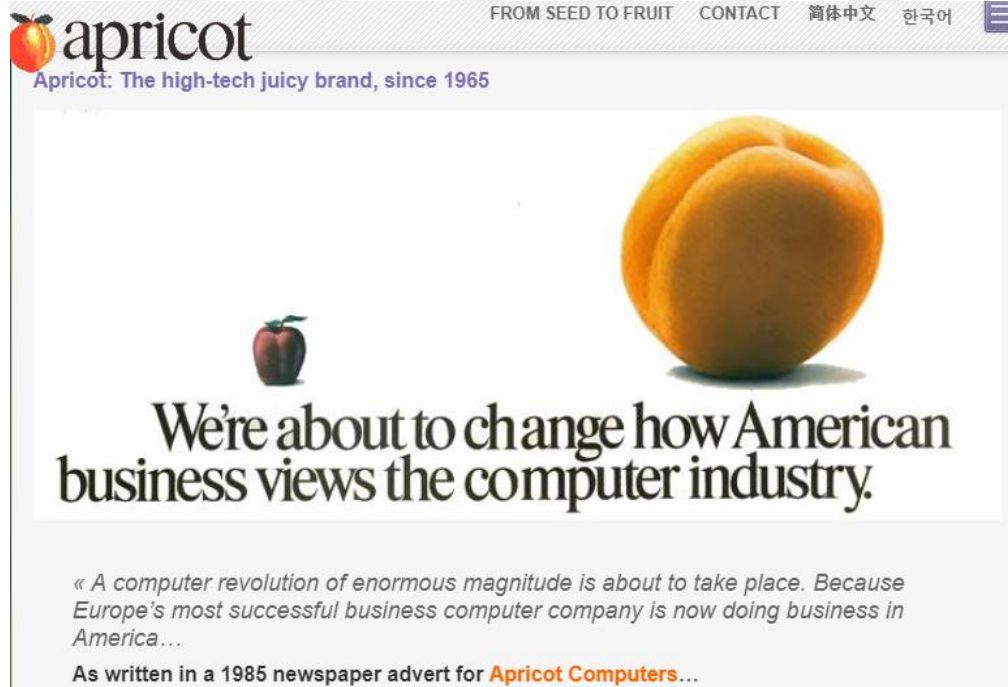 FROM SEED TO FRUIT CONTACT 简体中文 한국어
apricot
Apricot: The high-tech juicy brand, since 1965
We're about to change how American
business views the computer industry.
« A computer revolution of enormous magnitude is about to take place. Because
Europe's most successful business computer company is now doing business in
America…
As written in a 1985 newspaper advert for Apricot Computers…